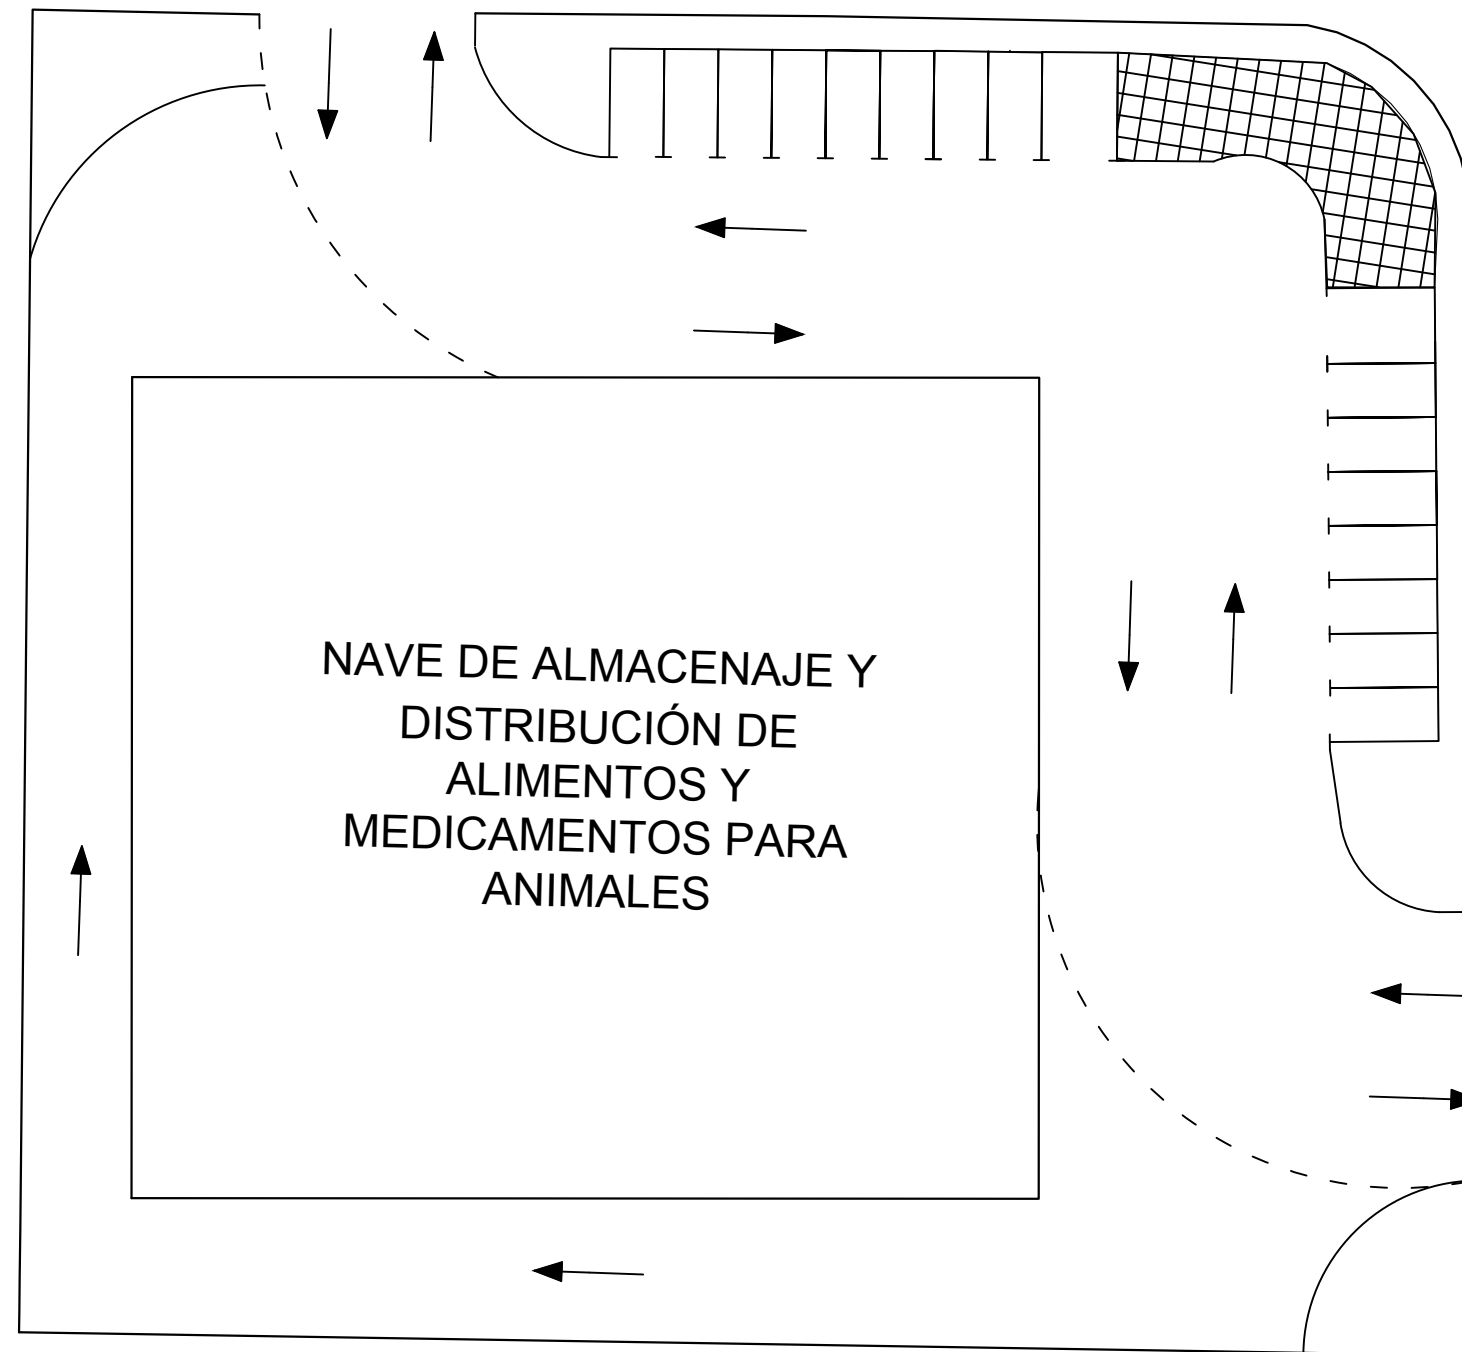 NAVE DE ALMACENAJE Y
DISTRIBUCIÓN DE
ALIMENTOS Y
MEDICAMENTOS PARA
ANIMALES